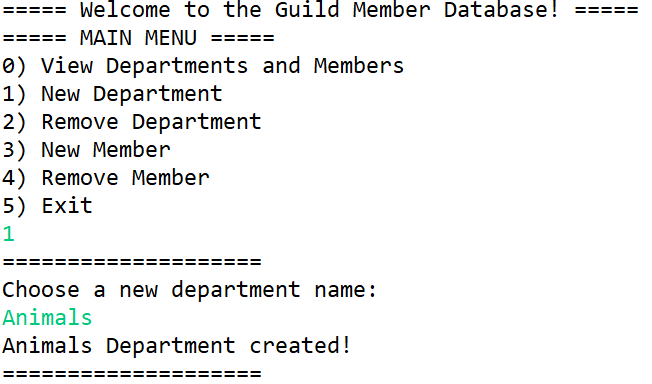 ===== Welcome to the Guild Member Database! =====
===== MAIN MENU =====
0) View Departments and Members
1) New Department
2) Remove Department
3) New Member
4) Remove Member
5) Exit
1
====================
Choose a new department name:
Animals
Animals Department created!
====================